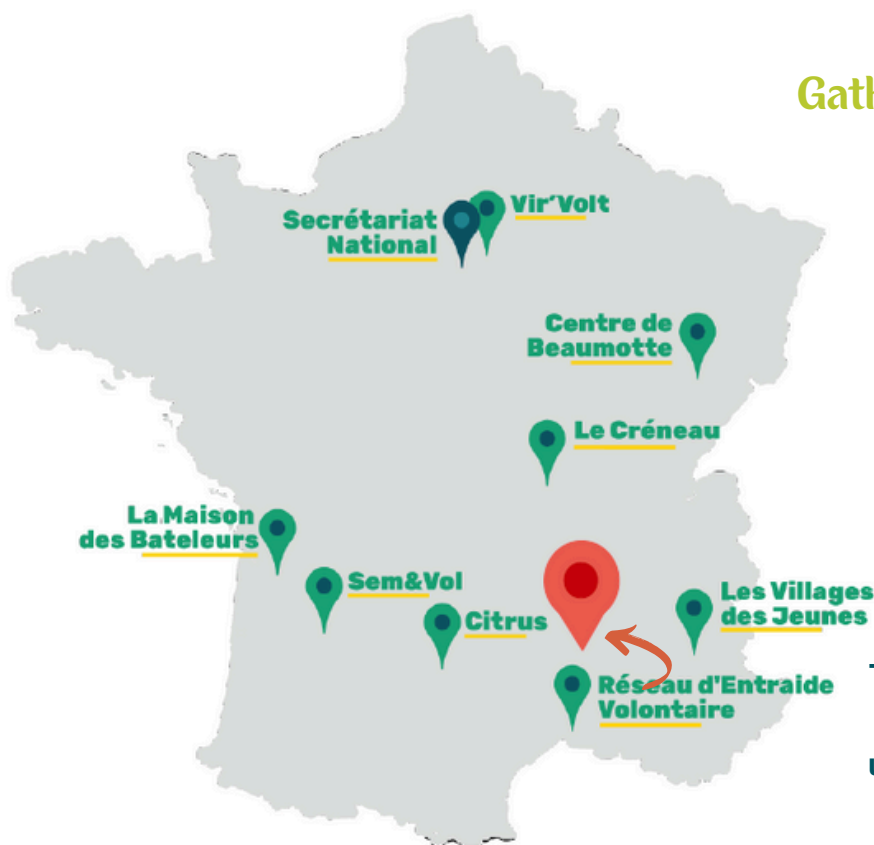 Vir'Volt
Secrétariat
National
Centre de
Beaumotte
Le Créneau
La Maison
des Bateleurs
Sem&Vol
Citrus
Les Villages
des Jeunes
Réseau d'Entraide
Volontaire